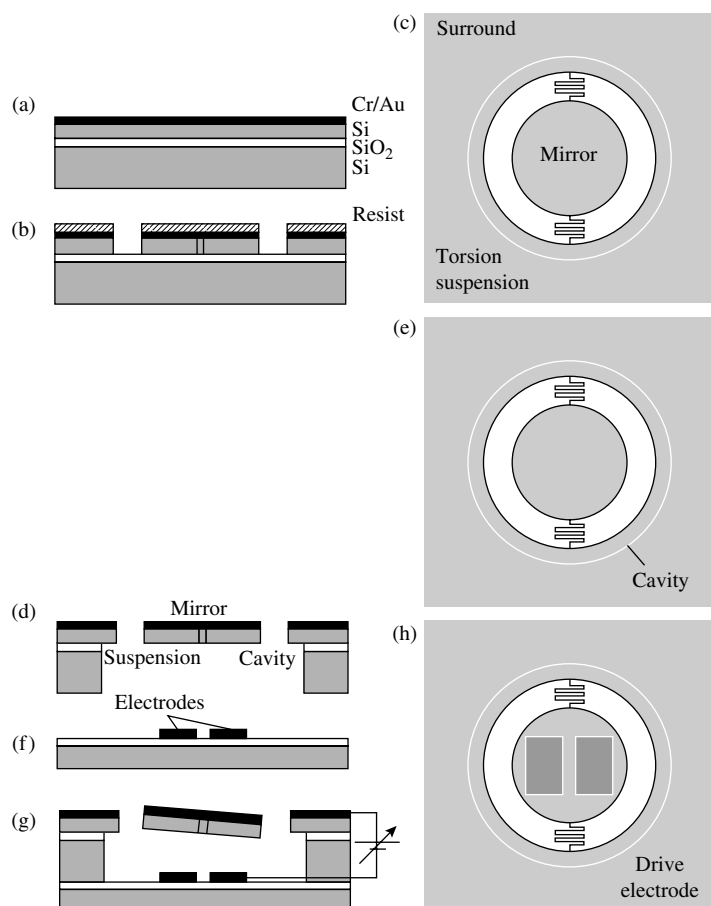 (a)
Cr/Au
Si
SiO2
Si
(b)
Resist
(c)
Surround
Mirror
Torsion
suspension
(e)
Cavity
(d)
Mirror
Suspension
Cavity
Electrodes
(f)
(g)
(h)
Drive
electrode